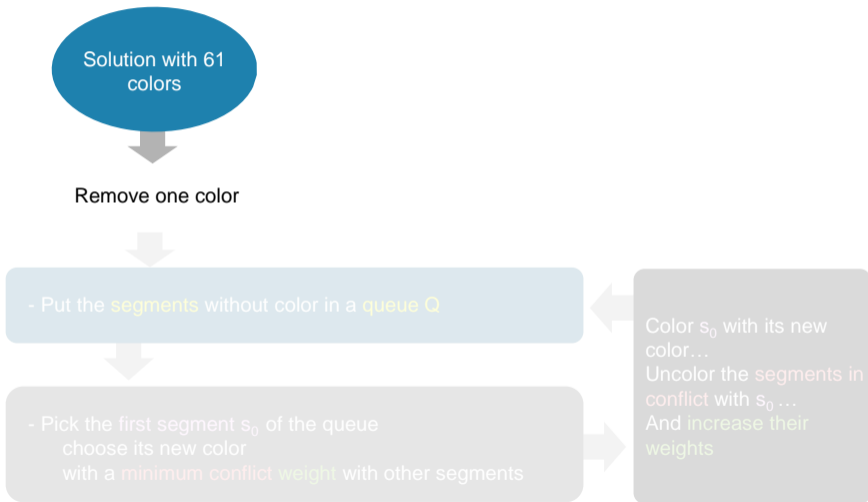 Solution with 61
colors
Remove one color
- Put the segments without color in a queue Q
- Pick the first segment s₀ of the queue
choose its new color
with a minimum conflict weight with other segments
Color s₀ with its new
color…
Uncolor the segments in
conflict with s₀ …
And increase their
weights